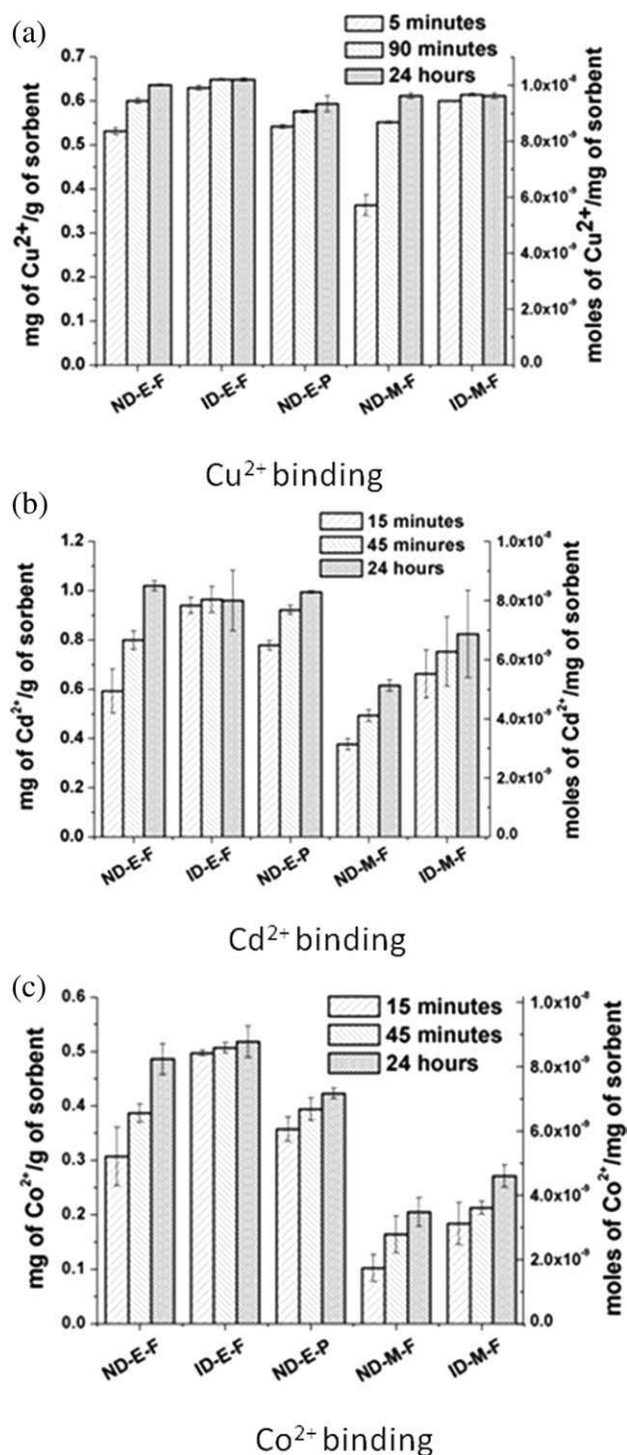 (a)
5 minutes
90 minutes
24 hours
mg of Cu²⁺/g of sorbent
0.7
0.6
0.5
0.4
0.3
0.2
0.1
0.0
1.0x10⁻⁸
8.0x10⁻⁹
6.0x10⁻⁹
4.0x10⁻⁹
2.0x10⁻⁹
0.0
moles of Cu²⁺/mg of sorbent
ND-E-F ID-E-F ND-E-P ND-M-F ID-M-F
Cu²⁺ binding
(b)
15 minutes
45 minures
24 hours
mg of Cd²⁺/g of sorbent
1.2
1.0
0.8
0.6
0.4
0.2
0.0
1.0x10⁻⁸
8.0x10⁻⁹
6.0x10⁻⁹
4.0x10⁻⁹
2.0x10⁻⁹
0.0
moles of Cd²⁺/mg of sorbent
ND-E-F ID-E-F ND-E-P ND-M-F ID-M-F
Cd²⁺ binding
(c)
15 minutes
45 minutes
24 hours
mg of Co²⁺/g of sorbent
0.6
0.5
0.4
0.3
0.2
0.1
0.0
1.0x10⁻⁸
8.0x10⁻⁹
6.0x10⁻⁹
4.0x10⁻⁹
2.0x10⁻⁹
0.0
moles of Co²⁺/mg of sorbent
ND-E-F ID-E-F ND-E-P ND-M-F ID-M-F
Co²⁺ binding